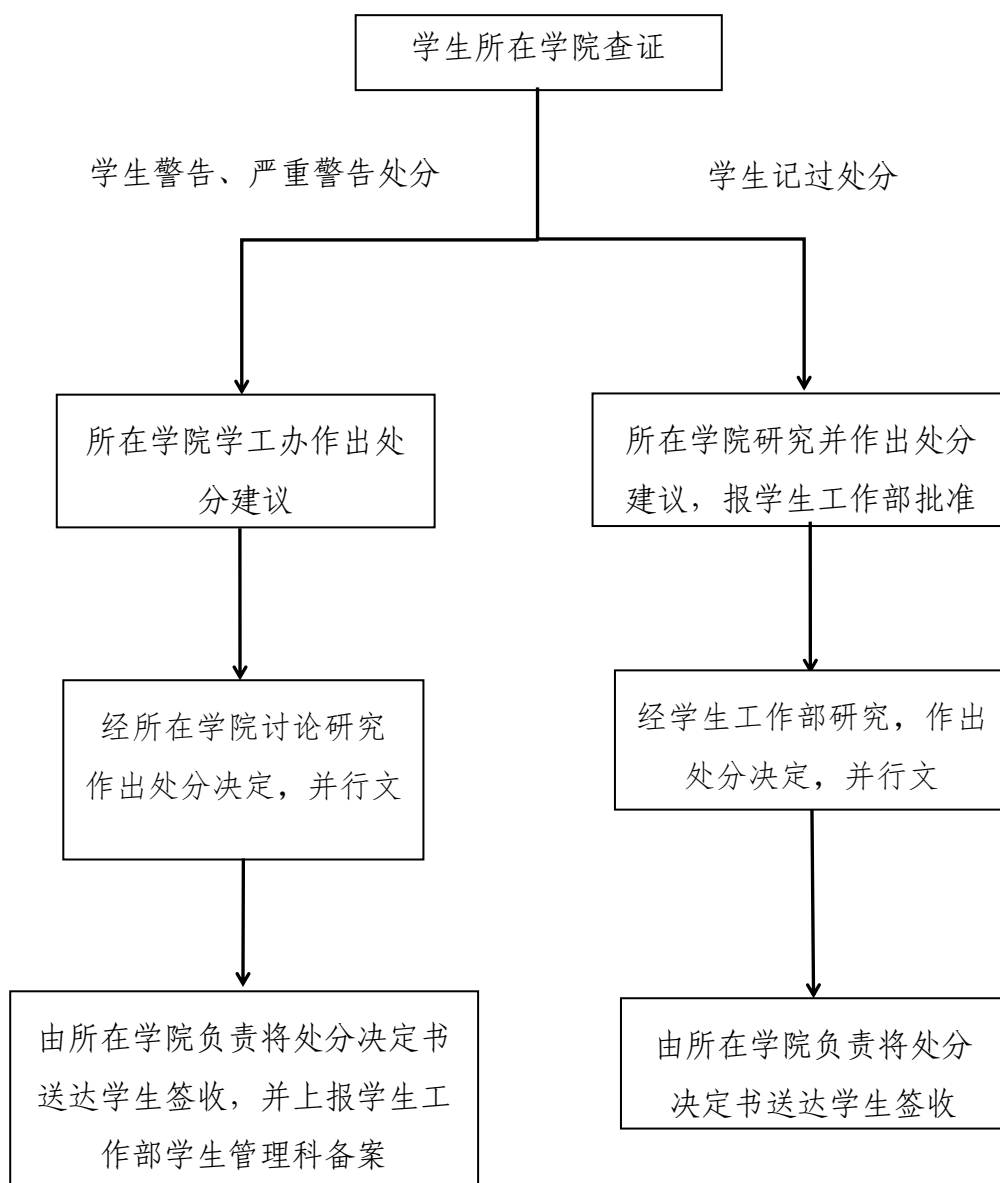 学生所在学院查证
学生警告、严重警告处分
学生记过处分
所在学院学工办作出处
分建议
所在学院研究并作出处分
建议，报学生工作部批准
经所在学院讨论研究
作出处分决定，并行文
经学生工作部研究，作出
处分决定，并行文
由所在学院负责将处分决定书
送达学生签收，并上报学生工
作部学生管理科备案
由所在学院负责将处分
决定书送达学生签收